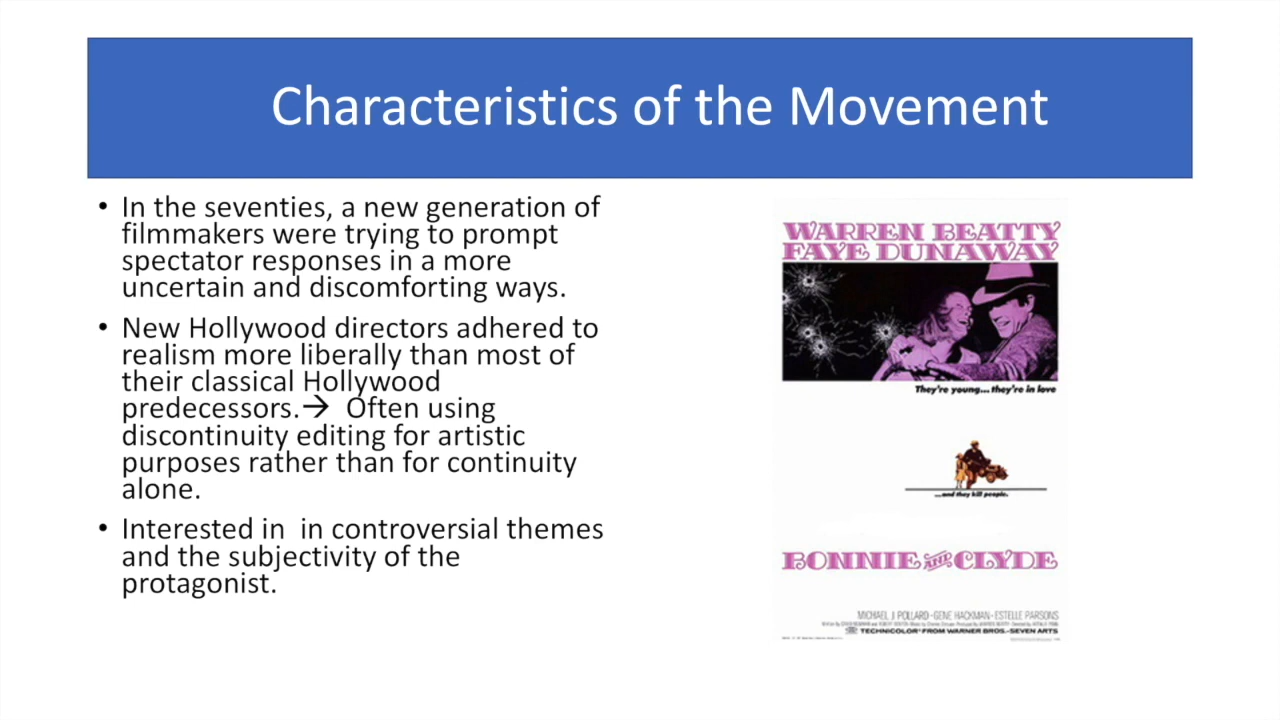 Characteristics of the Movement
• In the seventies, a new generation of
filmmakers were trying to prompt
spectator responses in a more
uncertain and discomforting ways.
• New Hollywood directors adhered to
realism more liberally than most of
their classical Hollywood
predecessors.→ Often using
discontinuity editing for artistic
purposes rather than for continuity
alone.
• Interested in in controversial themes
and the subjectivity of the
protagonist.
WARREN BEATTY
FAYE DUNAWAY
They're young... they're in love
...and they kill people.
BONNIE AND CLYDE
MICHAEL J. POLLARD · GENE HACKMAN · ESTELLE PARSONS
TECHNICOLOR® FROM WARNER BROS.-SEVEN ARTS